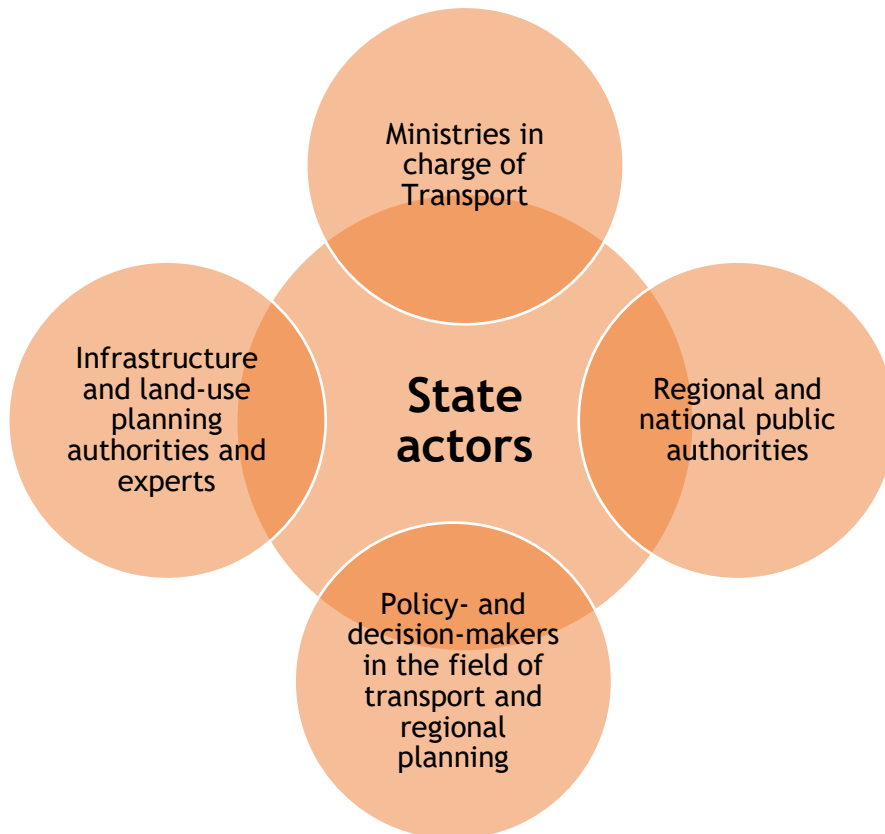 Ministries in
charge of
Transport
Infrastructure
and land-use
planning
authorities and
experts
State
actors
Regional and
national public
authorities
Policy- and
decision-makers
in the field of
transport and
regional
planning